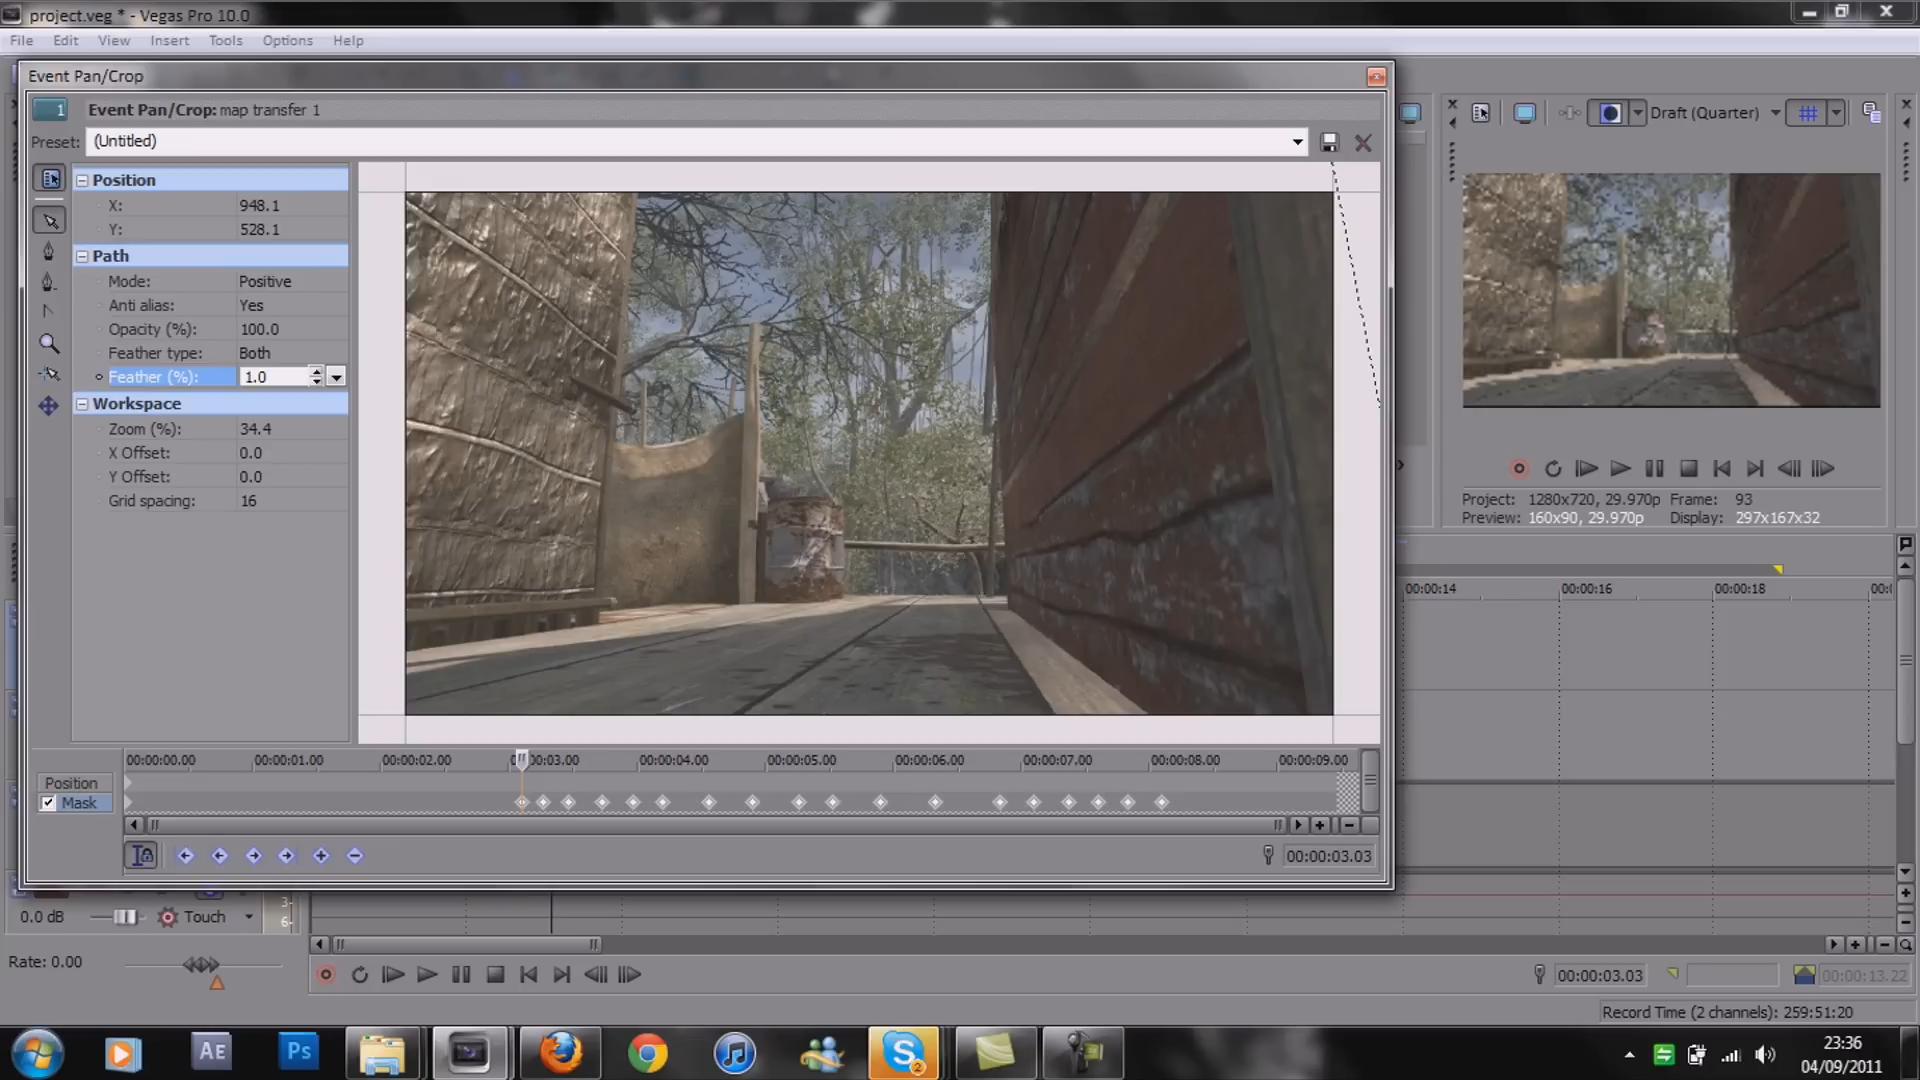 project.veg * - Vegas Pro 10.0
File Edit View Insert Tools Options Help
Event Pan/Crop
1 Event Pan/Crop: map transfer 1
Preset: (Untitled)
Draft (Quarter)
Position
X: 948.1
Y: 528.1
Path
Mode: Positive
Anti alias: Yes
Opacity (%): 100.0
Feather type: Both
Feather (%): 1.0
Workspace
Zoom (%): 34.4
X Offset: 0.0
Y Offset: 0.0
Grid spacing: 16
Project: 1280x720, 29.970p Frame: 93
Preview: 160x90, 29.970p Display: 297x167x32
00:00:14 00:00:16 00:00:18
00:00:00.00 00:00:01.00 00:00:02.00 00:00:03.00 00:00:04.00 00:00:05.00 00:00:06.00 00:00:07.00 00:00:08.00 00:00:09.00
Position
Mask
00:00:03.03
0.0 dB Touch
3-
6-
Rate: 0.00
00:00:03.03 00:00:13.22
Record Time (2 channels): 259:51:20
AE Ps S 2
23:36
04/09/2011